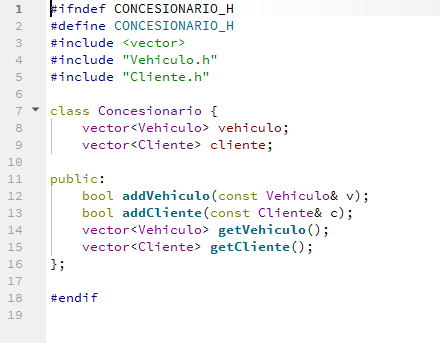 1 #ifndef CONCESIONARIO_H
2 #define CONCESIONARIO_H
3 #include <vector>
4 #include "Vehiculo.h"
5 #include "Cliente.h"
6
7 class Concesionario {
8     vector<Vehiculo> vehiculo;
9     vector<Cliente> cliente;
10
11 public:
12     bool addVehiculo(const Vehiculo& v);
13     bool addCliente(const Cliente& c);
14     vector<Vehiculo> getVehiculo();
15     vector<Cliente> getCliente();
16 };
17
18 #endif
19